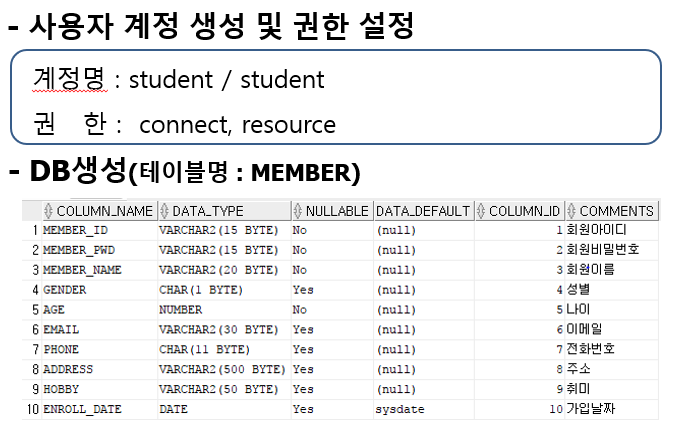 - 사용자 계정 생성 및 권한 설정
계정명 : student / student
권 한 : connect, resource
- DB생성(테이블명 : MEMBER)
COLUMN_NAME DATA_TYPE NULLABLE DATA_DEFAULT COLUMN_ID COMMENTS
1 MEMBER_ID VARCHAR2(15 BYTE) No (null) 1 회원아이디
2 MEMBER_PWD VARCHAR2(15 BYTE) No (null) 2 회원비밀번호
3 MEMBER_NAME VARCHAR2(20 BYTE) No (null) 3 회원이름
4 GENDER CHAR(1 BYTE) Yes (null) 4 성별
5 AGE NUMBER No (null) 5 나이
6 EMAIL VARCHAR2(30 BYTE) Yes (null) 6 이메일
7 PHONE CHAR(11 BYTE) Yes (null) 7 전화번호
8 ADDRESS VARCHAR2(500 BYTE) Yes (null) 8 주소
9 HOBBY VARCHAR2(50 BYTE) Yes (null) 9 취미
10 ENROLL_DATE DATE Yes sysdate 10 가입날짜